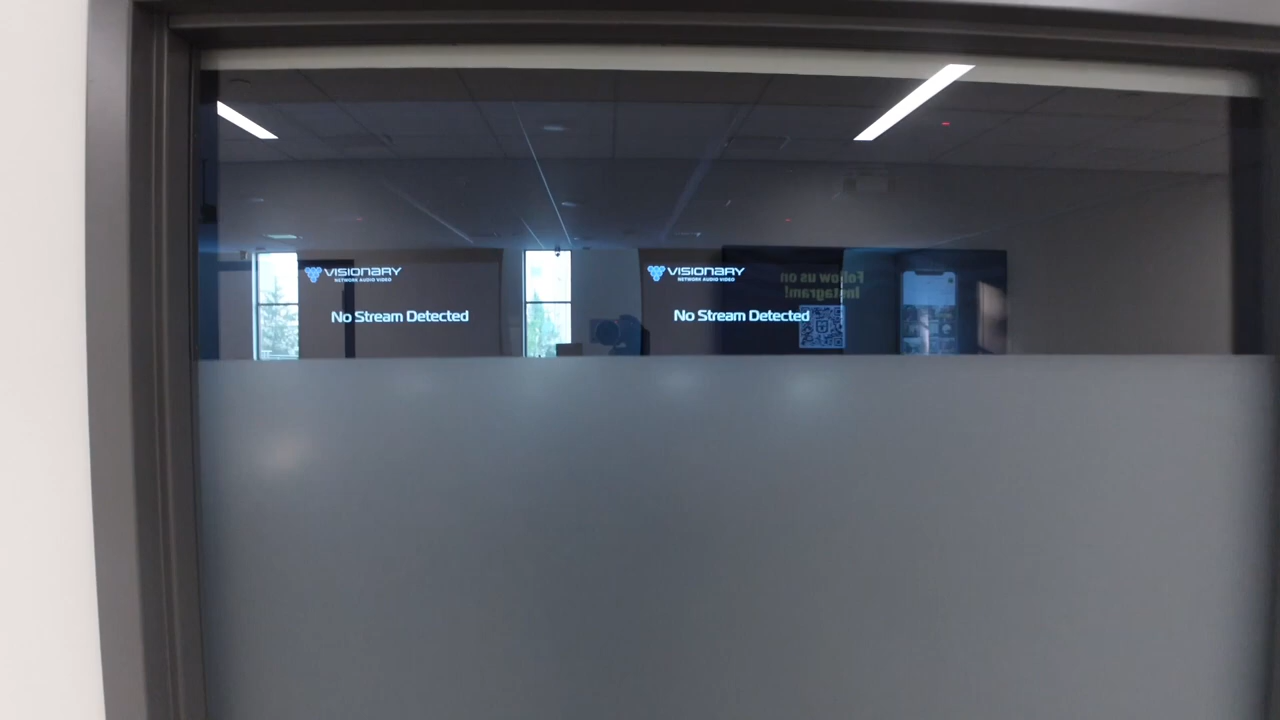 VISIONARY
NETWORK AUDIO VIDEO
No Stream Detected
VISIONARY
NETWORK AUDIO VIDEO
No Stream Detected
Follow us on
Instagram!